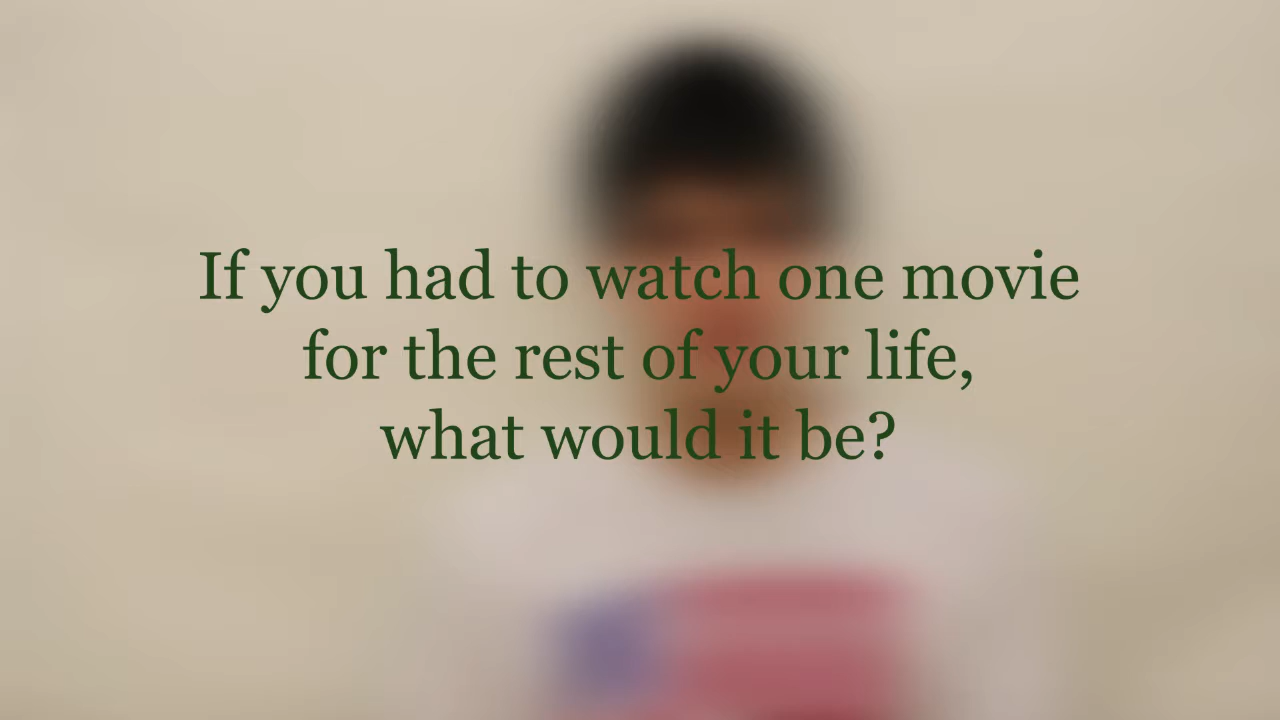 If you had to watch one movie
for the rest of your life,
what would it be?